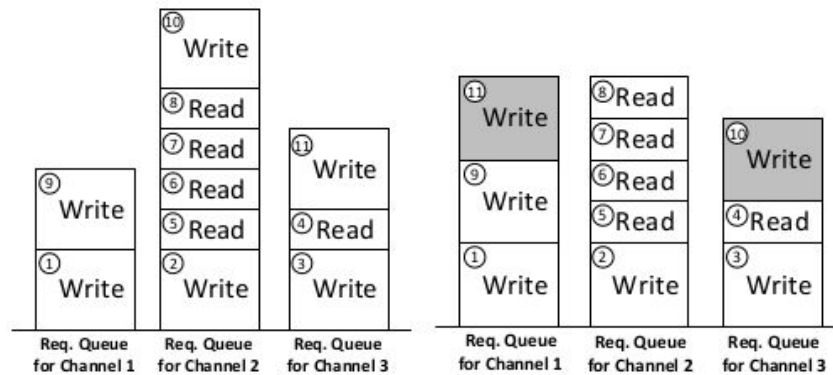 ⑩ Write
⑧ Read
⑦ Read
⑥ Read
⑤ Read
② Write
⑨ Write
① Write
⑪ Write
④ Read
③ Write
Req. Queue
for Channel 1
Req. Queue
for Channel 2
Req. Queue
for Channel 3
⑪ Write
⑨ Write
① Write
⑧ Read
⑦ Read
⑥ Read
⑤ Read
② Write
⑩ Write
④ Read
③ Write
Req. Queue
for Channel 1
Req. Queue
for Channel 2
Req. Queue
for Channel 3